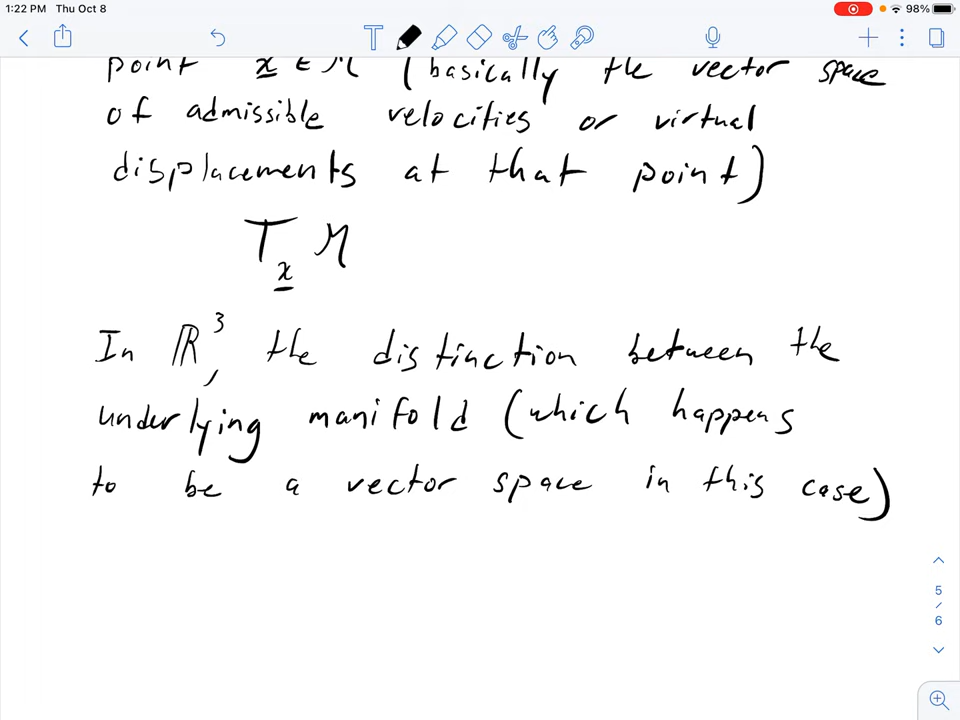 1:22 PM Thu Oct 8
98%
point x ∈ M (basically the vector space
of admissible velocities or virtual
displacements at that point)
T_x M
In ℝ³, the distinction between the
underlying manifold (which happens
to be a vector space in this case)
5
/
6